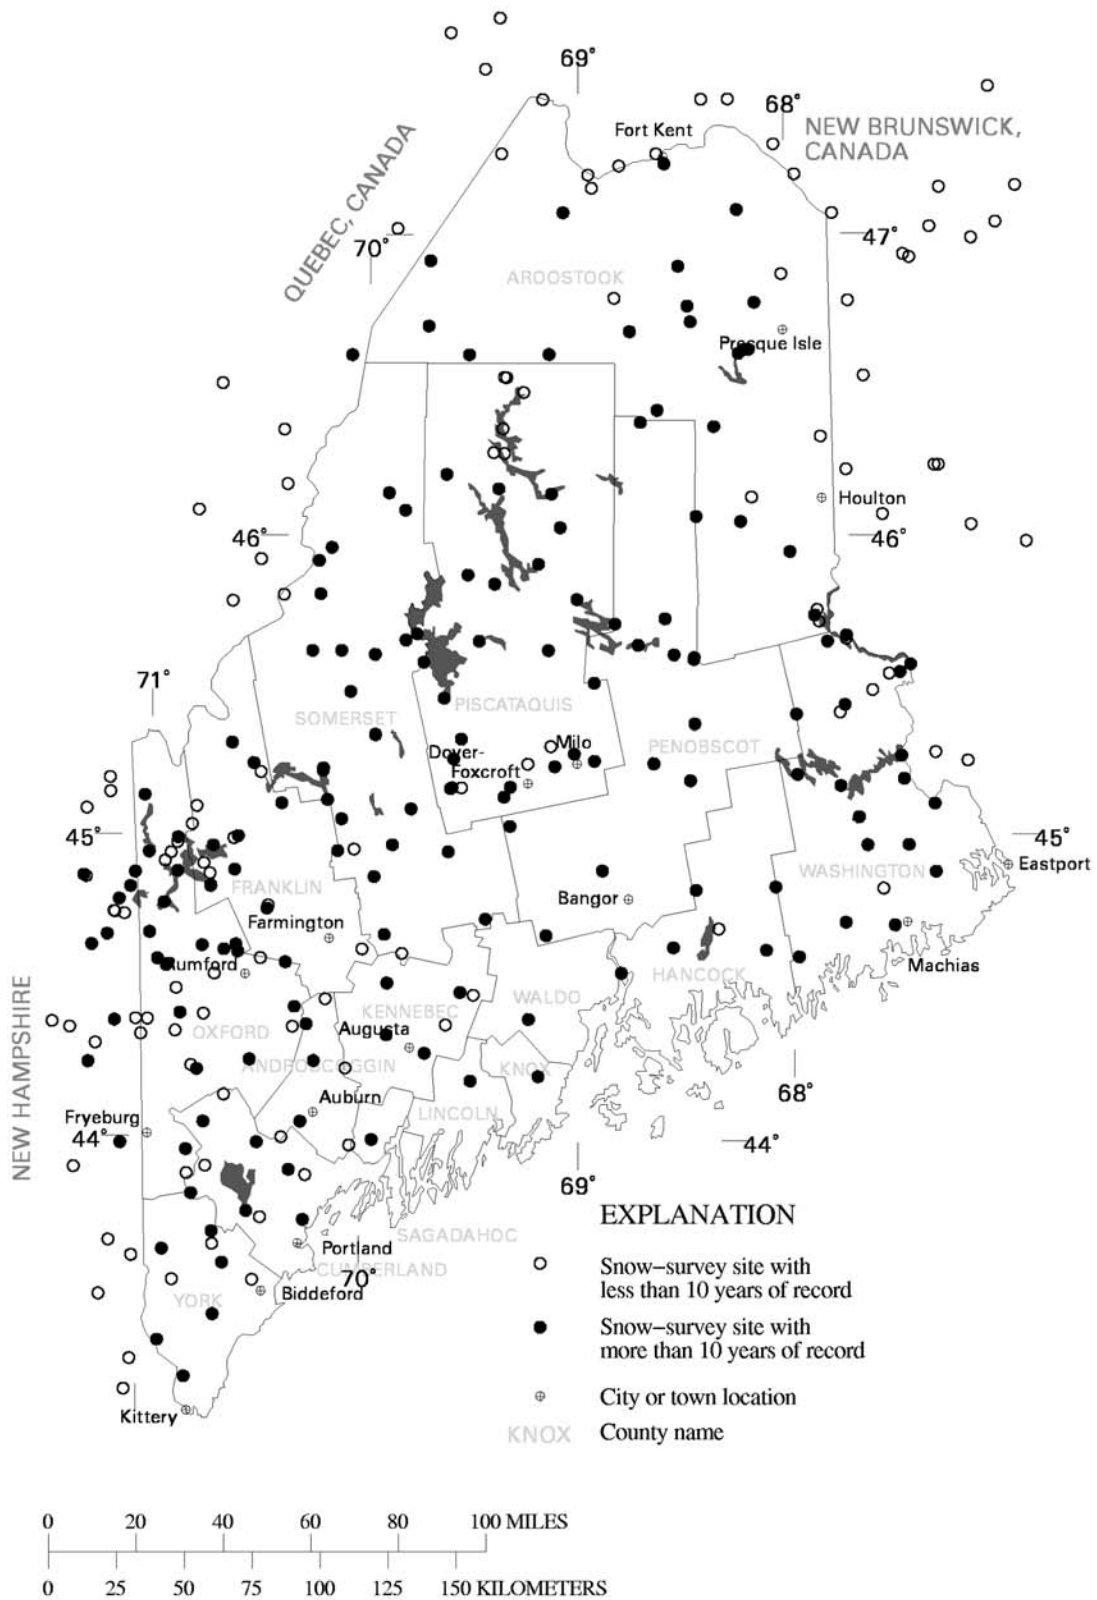 69°
68°
Fort Kent
NEW BRUNSWICK,
CANADA
QUEBEC, CANADA
70°
47°
AROOSTOOK
Presque Isle
Houlton
46°
46°
71°
PISCATAQUIS
SOMERSET
PENOBSCOT
Dover-
Foxcroft
Milo
45°
45°
Eastport
WASHINGTON
FRANKLIN
Bangor
Farmington
Machias
Rumford
HANCOCK
WALDO
KENNEBEC
NEW HAMPSHIRE
OXFORD
Augusta
ANDROSCOGGIN
KNOX
68°
Auburn
LINCOLN
Fryeburg
44°
44°
69°
SAGADAHOC
Portland
CUMBERLAND
70°
Biddeford
YORK
Kittery
EXPLANATION
Snow–survey site with
less than 10 years of record
Snow–survey site with
more than 10 years of record
City or town location
KNOX County name
0 20 40 60 80 100 MILES
0 25 50 75 100 125 150 KILOMETERS